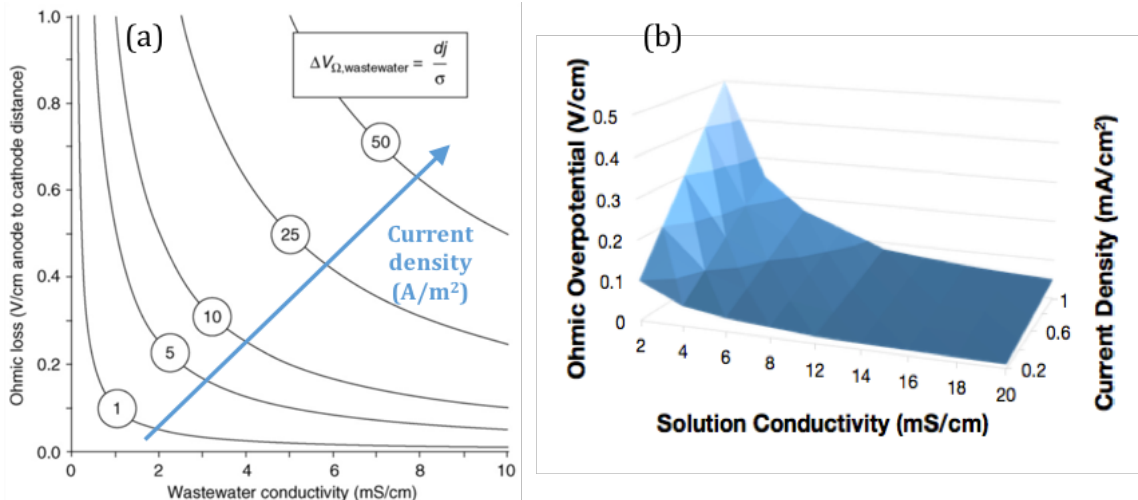 (a)
1.0
0.8
0.6
0.4
0.2
0.0
Ohmic loss (V/cm anode to cathode distance)
ΔV_Ω,wastewater = dj/σ
50
25
10
5
1
Current
density
(A/m²)
0 2 4 6 8 10
Wastewater conductivity (mS/cm)
(b)
Ohmic Overpotential (V/cm)
0.5
0.4
0.3
0.2
0.1
0
2 4 6 8 12 14 16 18 20
Solution Conductivity (mS/cm)
1
0.6
0.2
Current Density (mA/cm²)